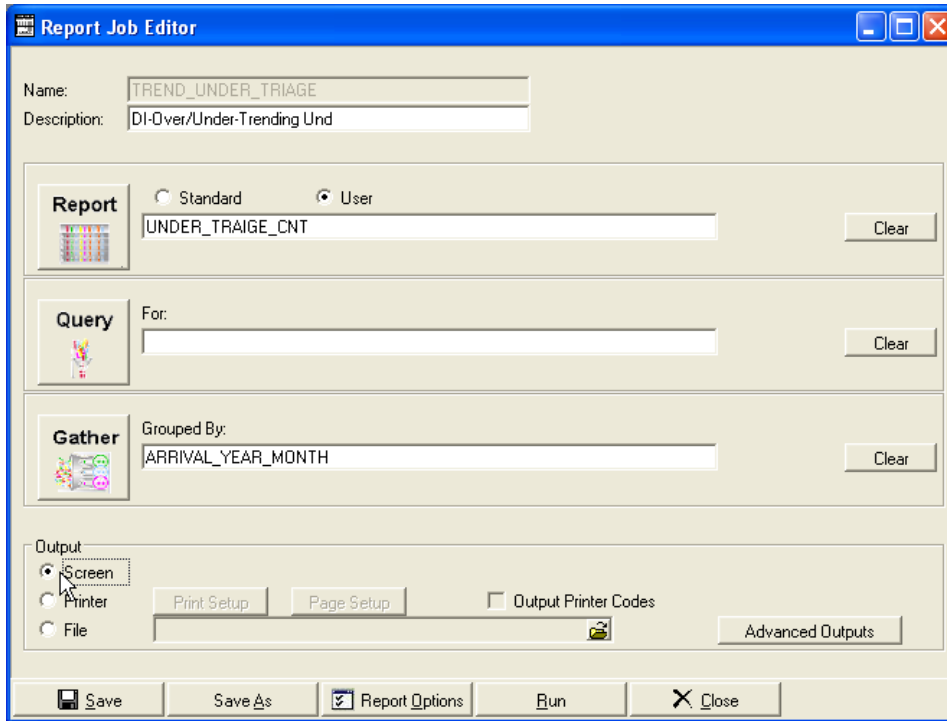 Report Job Editor
Name: TREND_UNDER_TRIAGE
Description: DI-Over/Under-Trending Und
Report
Standard User
UNDER_TRAIGE_CNT
Clear
Query
For:
Clear
Gather
Grouped By:
ARRIVAL_YEAR_MONTH
Clear
Output
Screen
Printer Print Setup Page Setup Output Printer Codes
File Advanced Outputs
Save Save As Report Options Run Close